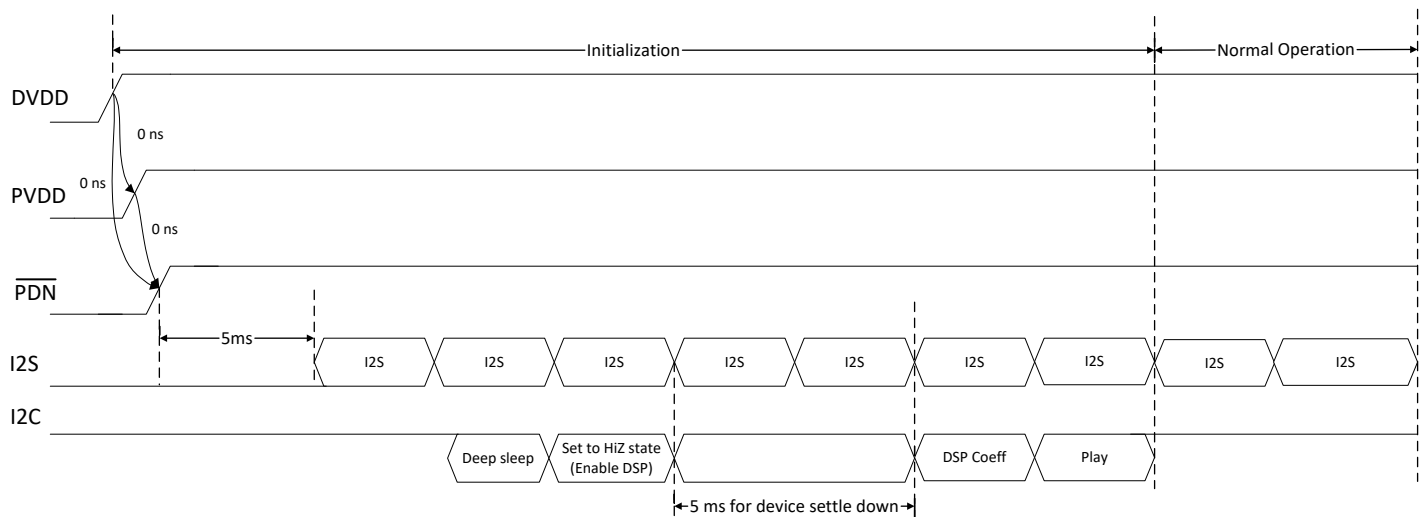 Initialization
Normal Operation
DVDD
0 ns
PVDD
0 ns
0 ns
PDN
5ms
I2S
I2S
I2S
I2S
I2S
I2S
I2S
I2S
I2S
I2S
I2C
Deep sleep
Set to HiZ state
(Enable DSP)
DSP Coeff
Play
5 ms for device settle down